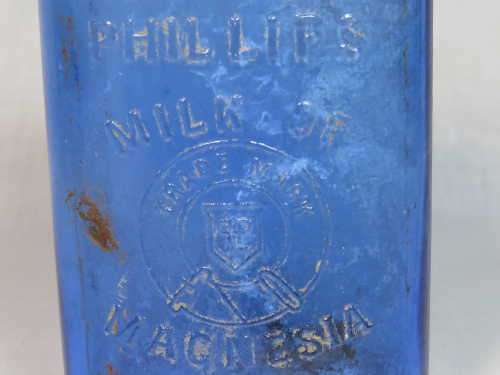 PHILLIPS
MILK OF
TRADE MARK
MAGNESIA